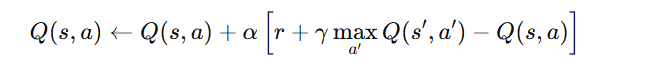 Q(s, a) ← Q(s, a) + α [r + γ max_{a′} Q(s′, a′) − Q(s, a)]